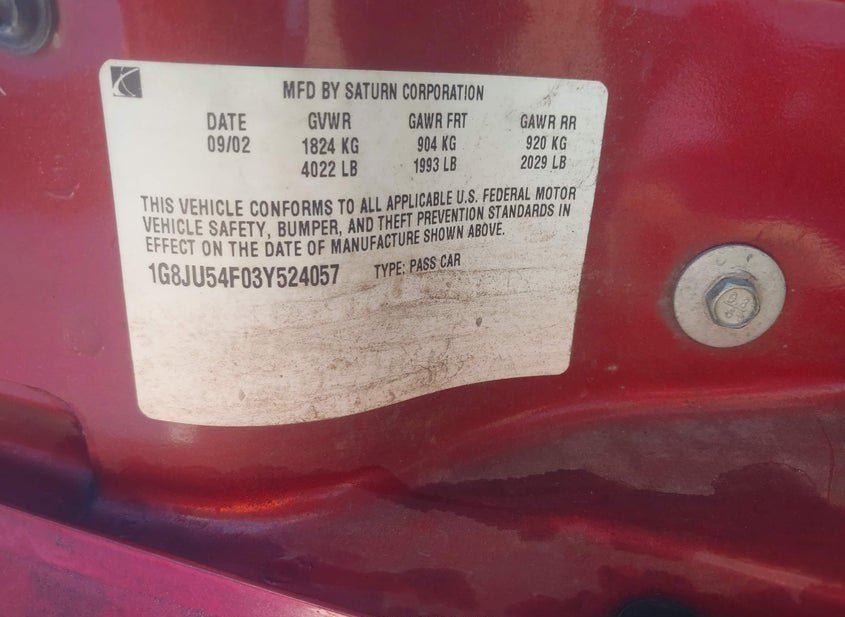 MFD BY SATURN CORPORATION
DATE GVWR GAWR FRT GAWR RR
09/02 1824 KG 904 KG 920 KG
4022 LB 1993 LB 2029 LB
THIS VEHICLE CONFORMS TO ALL APPLICABLE U.S. FEDERAL MOTOR
VEHICLE SAFETY, BUMPER, AND THEFT PREVENTION STANDARDS IN
EFFECT ON THE DATE OF MANUFACTURE SHOWN ABOVE.
1G8JU54F03Y524057 TYPE: PASS CAR